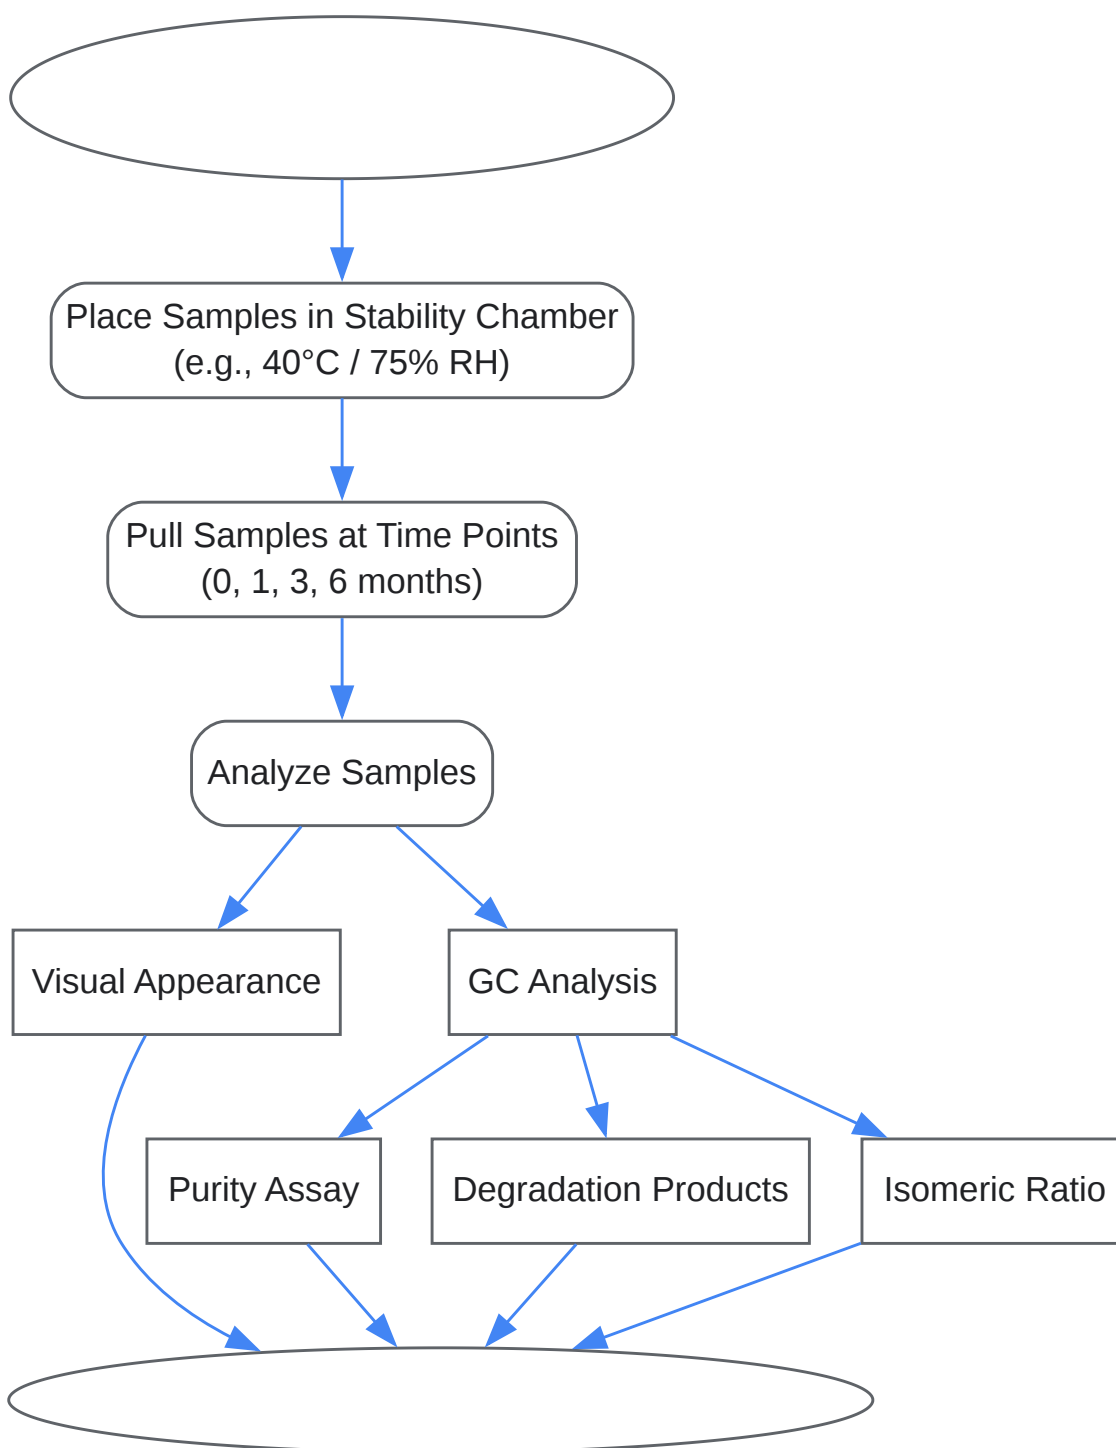 Place Samples in Stability Chamber
(e.g., 40°C / 75% RH)
Pull Samples at Time Points
(0, 1, 3, 6 months)
Analyze Samples
Visual Appearance
GC Analysis
Purity Assay
Degradation Products
Isomeric Ratio